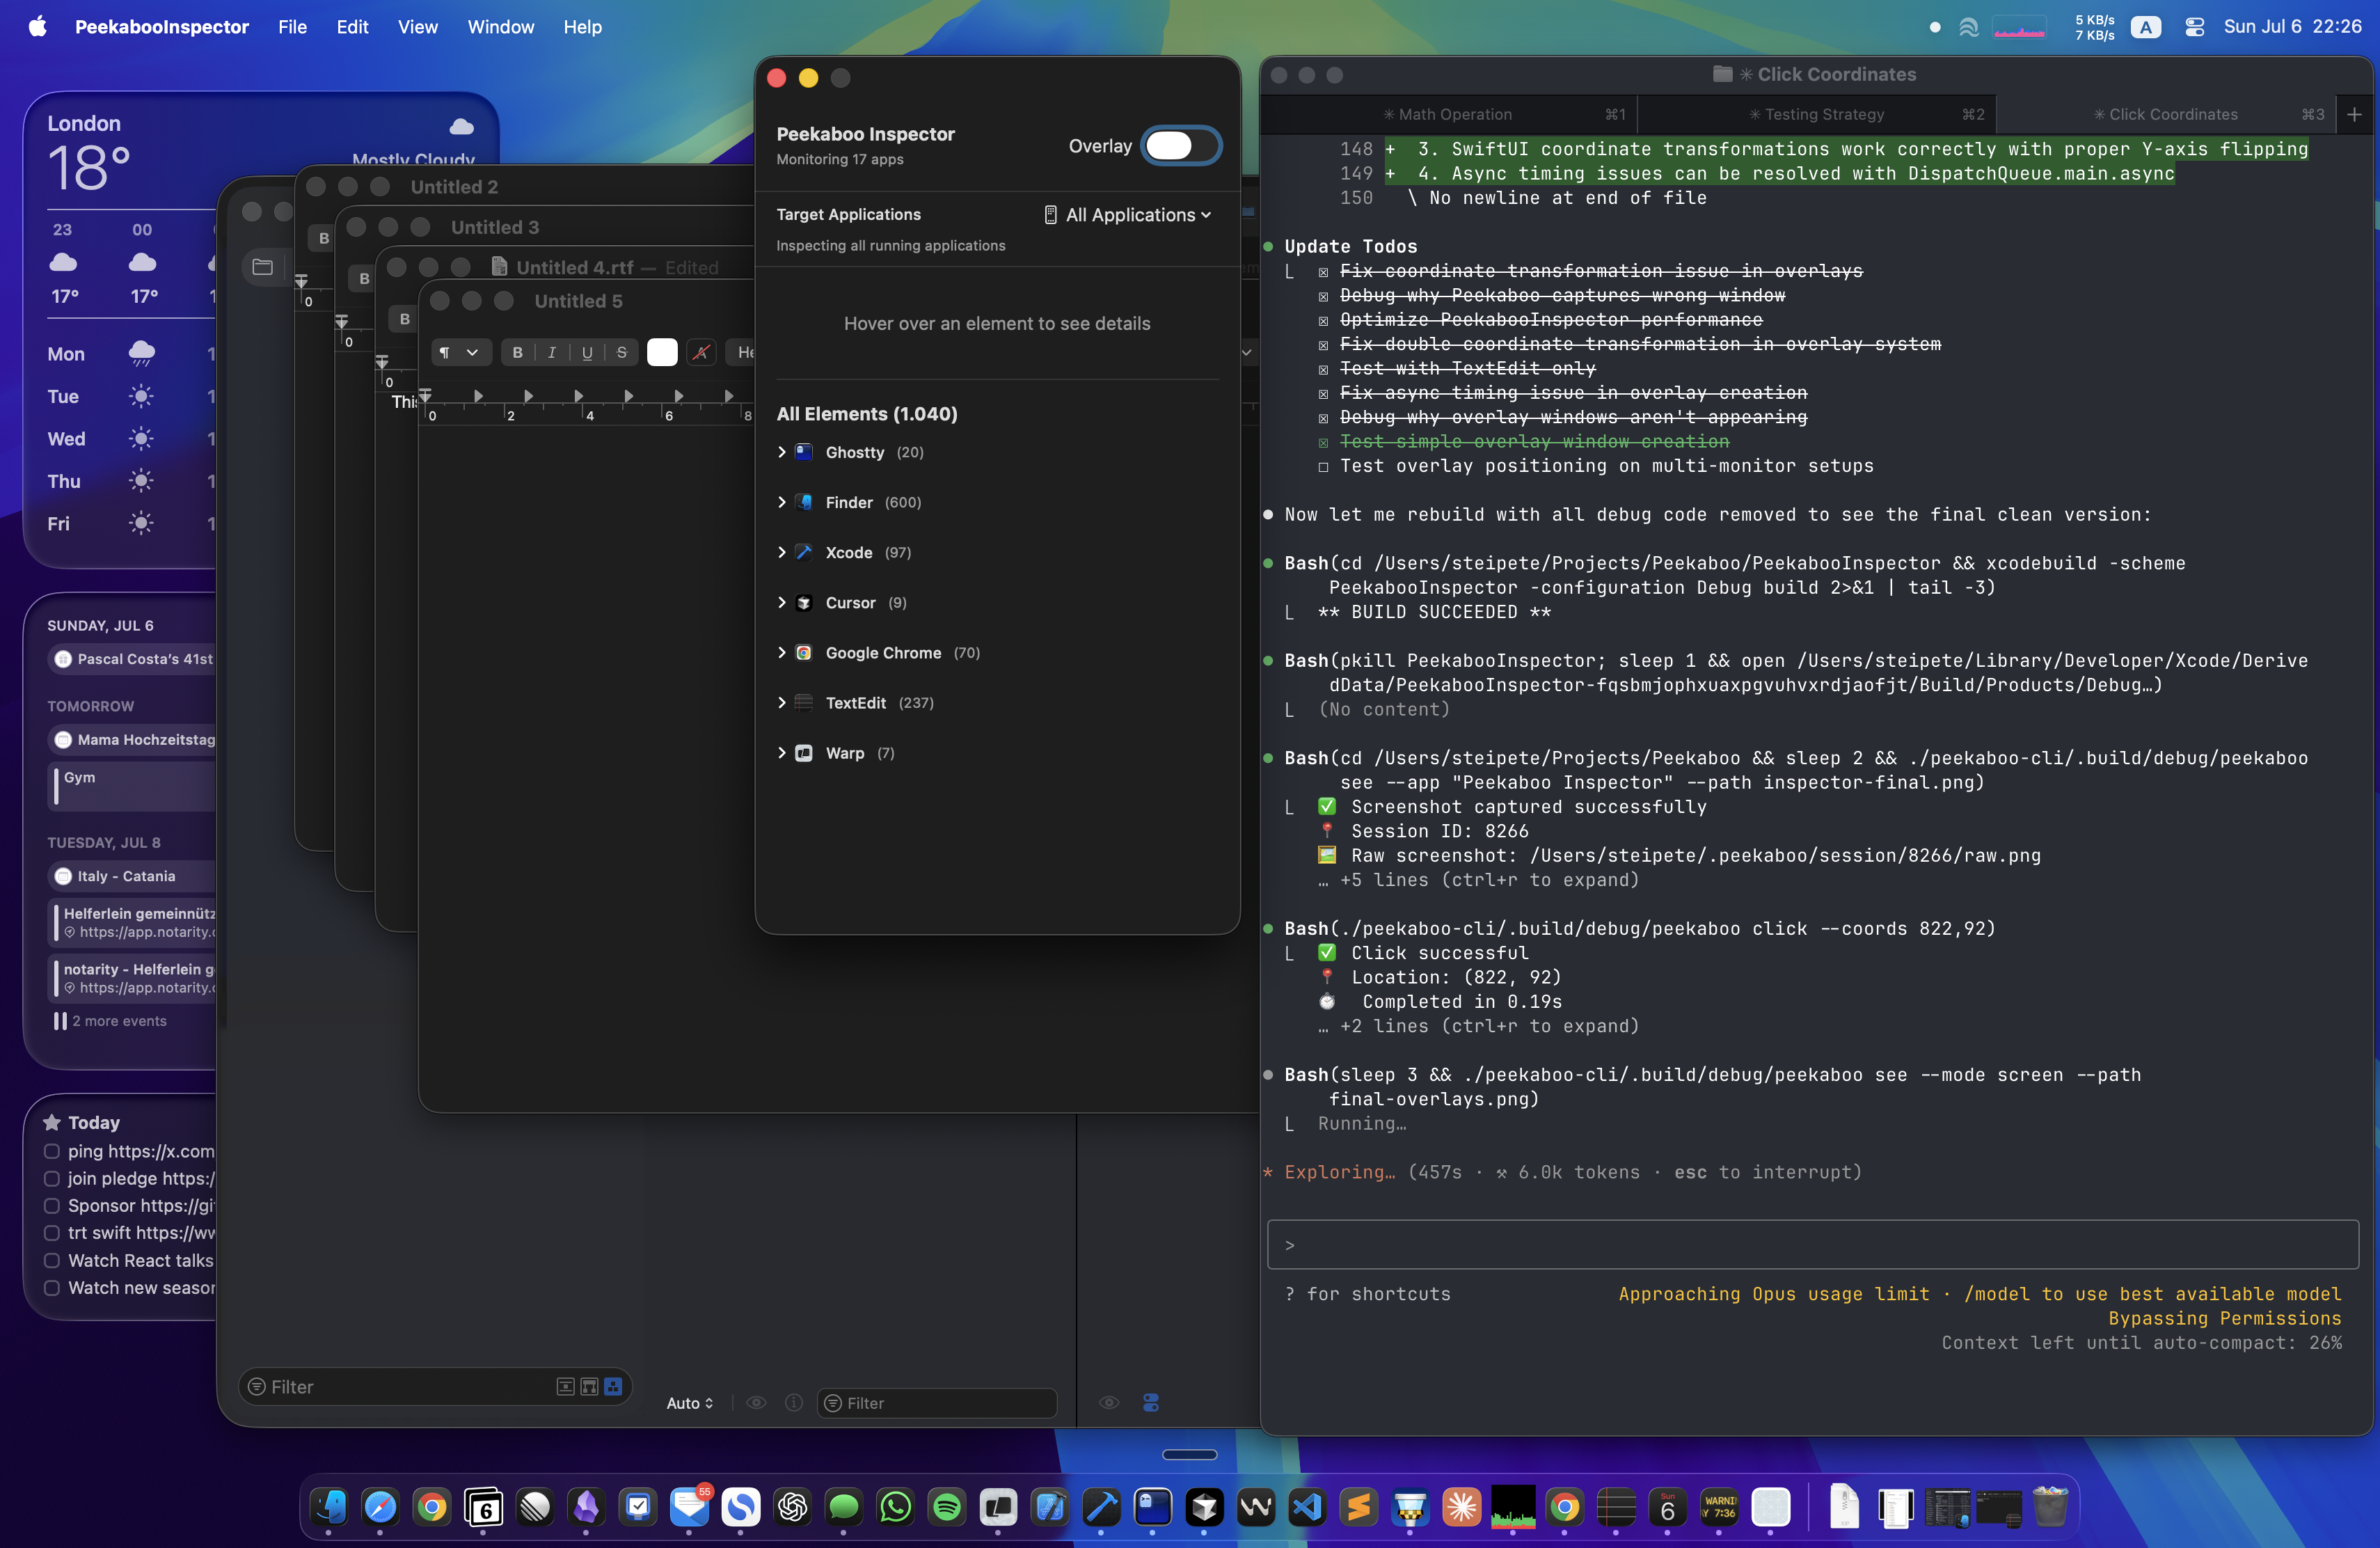 PeekabooInspector File Edit View Window Help
5 KB/s
7 KB/s
A
Sun Jul 6 22:26
London
18°
Mostly Cloudy
23 00
17° 17°
Mon
Tue
Wed
Thu
Fri
SUNDAY, JUL 6
Pascal Costa's 41st
TOMORROW
Mama Hochzeitstag
Gym
TUESDAY, JUL 8
Italy - Catania
Helferlein gemeinnütz
https://app.notarity.c
notarity - Helferlein g
https://app.notarity.c
2 more events
Today
ping https://x.com
join pledge https:/
Sponsor https://gi
trt swift https://w
Watch React talks
Watch new seasor
Untitled 2
B
0
Untitled 3
B
0
Untitled 4.rtf — Edited
B
0
This
Untitled 5
¶ B I U S A He
0 2 4 6 8
Filter
Auto
Filter
Peekaboo Inspector
Monitoring 17 apps
Overlay
Target Applications
All Applications
Inspecting all running applications
Hover over an element to see details
All Elements (1.040)
Ghostty (20)
Finder (600)
Xcode (97)
Cursor (9)
Google Chrome (70)
TextEdit (237)
Warp (7)
✳ Click Coordinates
✳ Math Operation ⌘1
✳ Testing Strategy ⌘2
✳ Click Coordinates ⌘3
+
148 + 3. SwiftUI coordinate transformations work correctly with proper Y-axis flipping
149 + 4. Async timing issues can be resolved with DispatchQueue.main.async
150 \ No newline at end of file
Update Todos
☒ Fix coordinate transformation issue in overlays
☒ Debug why Peekaboo captures wrong window
☒ Optimize PeekabooInspector performance
☒ Fix double coordinate transformation in overlay system
☒ Test with TextEdit only
☒ Fix async timing issue in overlay creation
☒ Debug why overlay windows aren't appearing
☒ Test simple overlay window creation
☐ Test overlay positioning on multi-monitor setups
Now let me rebuild with all debug code removed to see the final clean version:
Bash(cd /Users/steipete/Projects/Peekaboo/PeekabooInspector && xcodebuild -scheme
PeekabooInspector -configuration Debug build 2>&1 | tail -3)
** BUILD SUCCEEDED **
Bash(pkill PeekabooInspector; sleep 1 && open /Users/steipete/Library/Developer/Xcode/Derive
dData/PeekabooInspector-fqsbmjophxuaxpgvuhvxrdjaofjt/Build/Products/Debug…)
(No content)
Bash(cd /Users/steipete/Projects/Peekaboo && sleep 2 && ./peekaboo-cli/.build/debug/peekaboo
see --app "Peekaboo Inspector" --path inspector-final.png)
✅ Screenshot captured successfully
📍 Session ID: 8266
🖼️ Raw screenshot: /Users/steipete/.peekaboo/session/8266/raw.png
… +5 lines (ctrl+r to expand)
Bash(./peekaboo-cli/.build/debug/peekaboo click --coords 822,92)
✅ Click successful
📍 Location: (822, 92)
⏱️ Completed in 0.19s
… +2 lines (ctrl+r to expand)
Bash(sleep 3 && ./peekaboo-cli/.build/debug/peekaboo see --mode screen --path
final-overlays.png)
Running…
* Exploring… (457s · ⚒ 6.0k tokens · esc to interrupt)
>
? for shortcuts
Approaching Opus usage limit · /model to use best available model
Bypassing Permissions
Context left until auto-compact: 26%
6
55
Sun
6
WARNI
Y 7:36